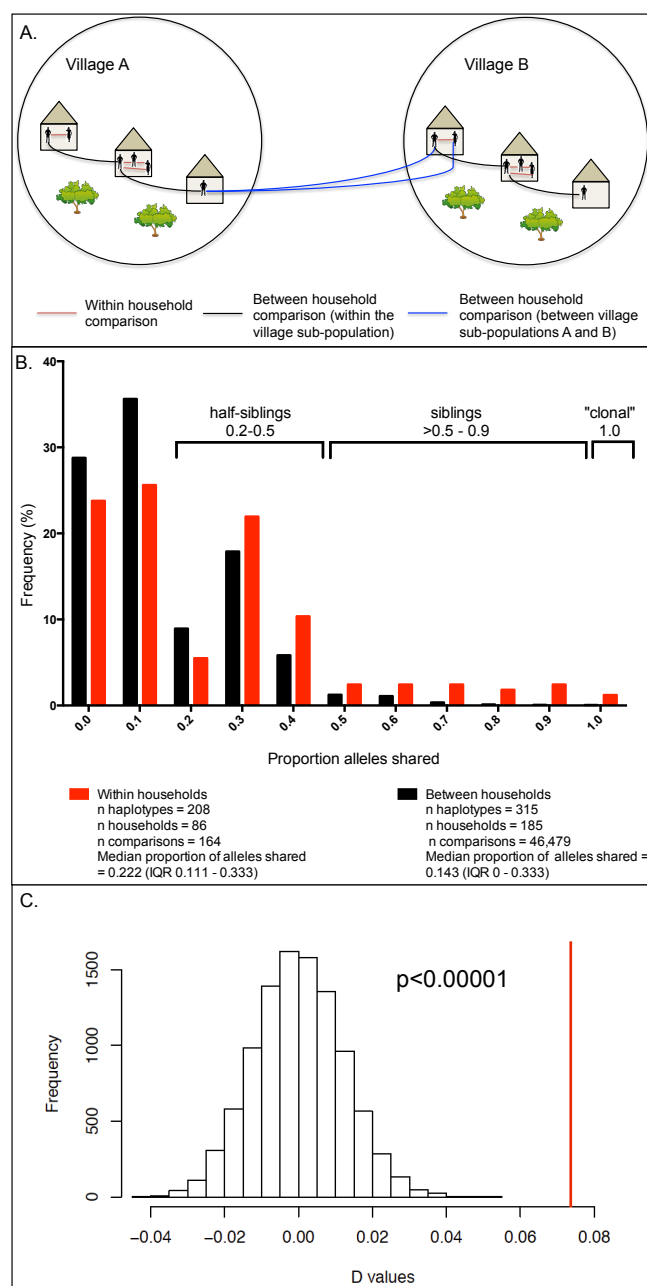 A.
Village A
Village B
Within household
comparison
Between household
comparison (within the
village sub-population)
Between household
comparison (between village
sub-populations A and B)
B.
40
30
20
10
0
Frequency (%)
half-siblings
0.2-0.5
siblings
>0.5 - 0.9
"clonal"
1.0
0.0 0.1 0.2 0.3 0.4 0.5 0.6 0.7 0.8 0.9 1.0
Proportion alleles shared
Within households
n haplotypes = 208
n households = 86
n comparisons = 164
Median proportion of alleles shared
= 0.222 (IQR 0.111 - 0.333)
Between households
n haplotypes = 315
n households = 185
n comparisons = 46,479
Median proportion of alleles shared =
0.143 (IQR 0 - 0.333)
C.
p<0.00001
Frequency
1500
1000
500
0
−0.04 −0.02 0.00 0.02 0.04 0.06 0.08
D values